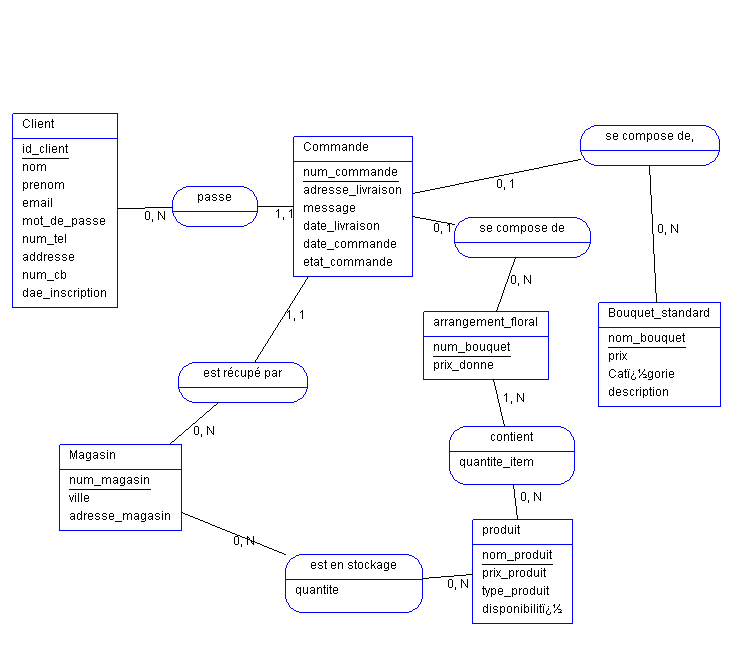 Client
id_client
nom
prenom
email
mot_de_passe
num_tel
addresse
num_cb
dae_inscription
0, N
passe
1, 1
Commande
num_commande
adresse_livraison
message
date_livraison
date_commande
etat_commande
0, 1
se compose de,
0, N
0, 1
se compose de
0, N
Bouquet_standard
nom_bouquet
prix
Catï¿½gorie
description
arrangement_floral
num_bouquet
prix_donne
1, N
contient
quantite_item
0, N
1, 1
est récupé par
0, N
Magasin
num_magasin
ville
adresse_magasin
0, N
est en stockage
quantite
0, N
produit
nom_produit
prix_produit
type_produit
disponibilitï¿½